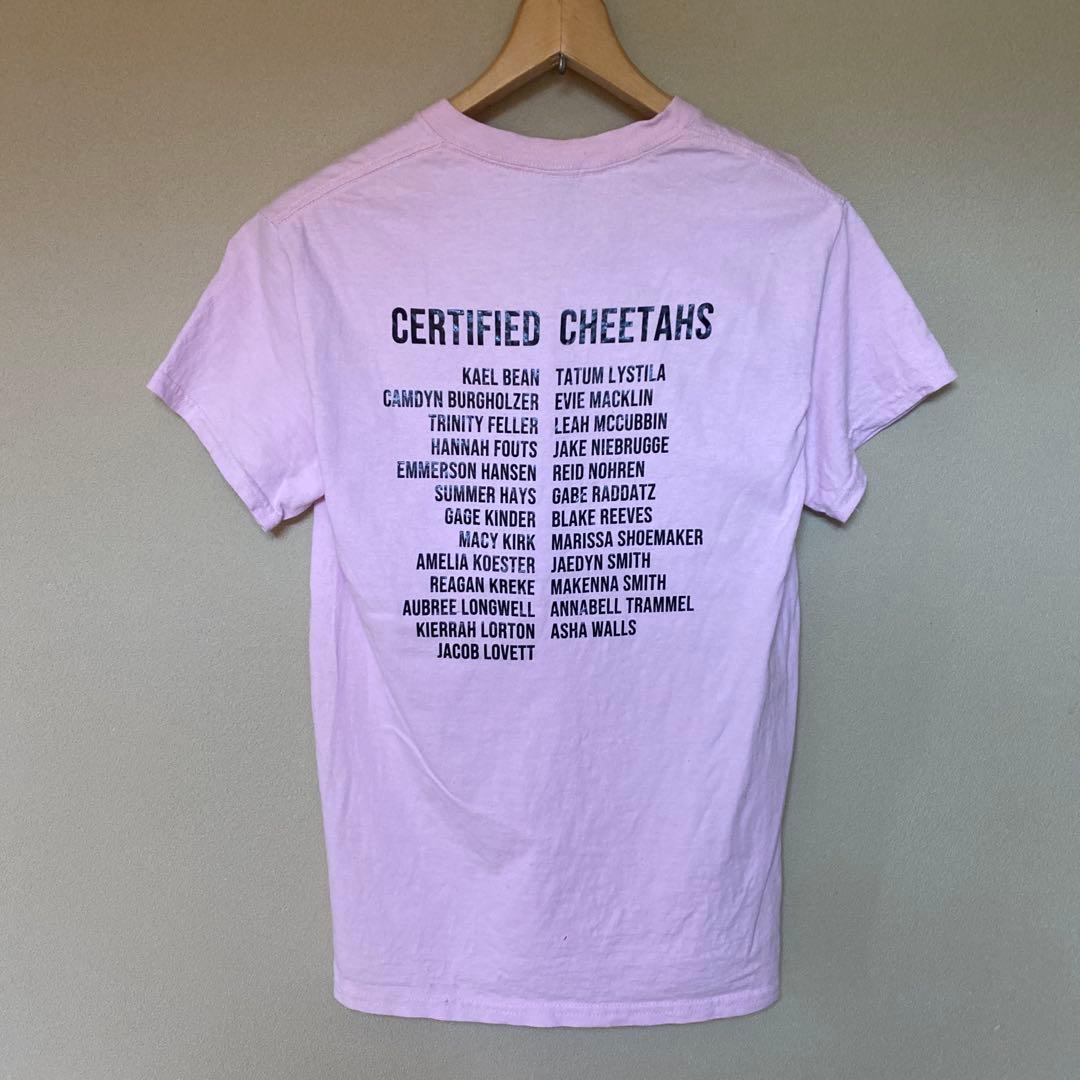 CERTIFIED CHEETAHS
KAEL BEAN TATUM LYSTILA
CAMDYN BURGHOLZER EVIE MACKLIN
TRINITY FELLER LEAH MCCUBBIN
HANNAH FOUTS JAKE NIEBRUGGE
EMMERSON HANSEN REID NOHREN
SUMMER HAYS GABE RADDATZ
GAGE KINDER BLAKE REEVES
MACY KIRK MARISSA SHOEMAKER
AMELIA KOESTER JAEDYN SMITH
REAGAN KREKE MAKENNA SMITH
AUBREE LONGWELL ANNABELL TRAMMEL
KIERRAH LORTON ASHA WALLS
JACOB LOVETT